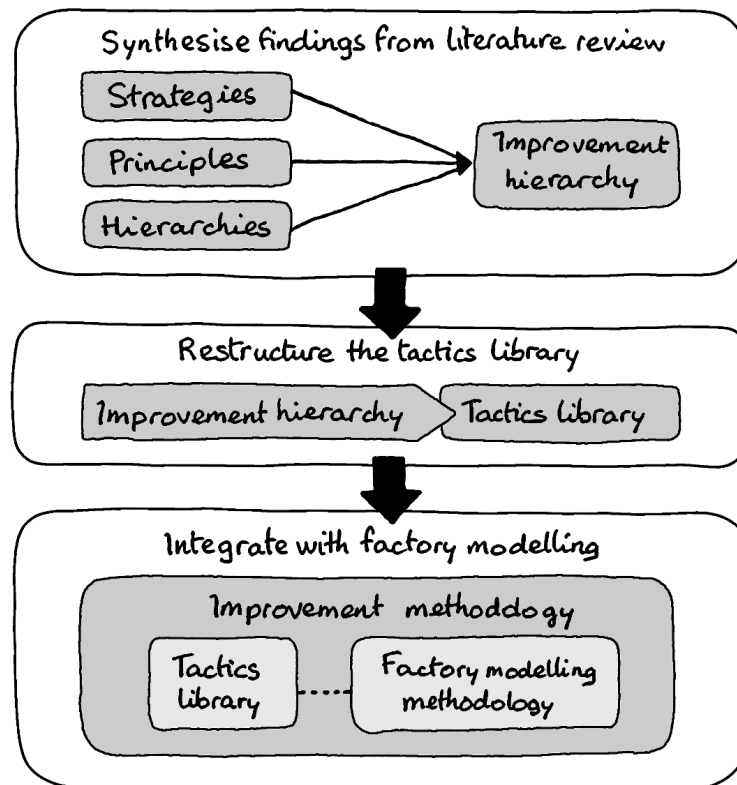 Synthesise findings from literature review
Strategies
Principles
Hierarchies
Improvement
hierarchy
Restructure the tactics library
Improvement hierarchy
Tactics library
Integrate with factory modelling
Improvement methodology
Tactics
library
Factory modelling
methodology